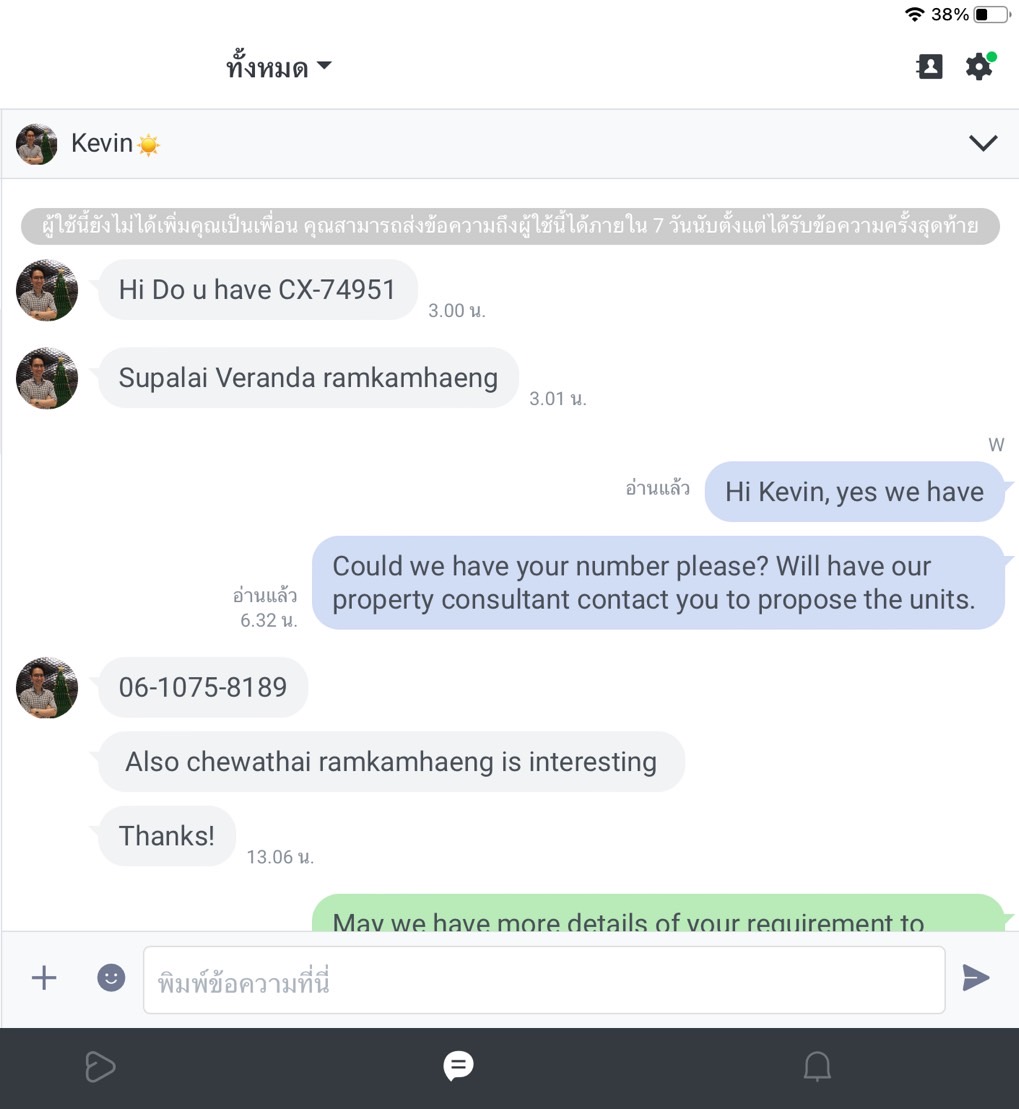 38%
ทั้งหมด
Kevin☀️
ผู้ใช้นี้ยังไม่ได้เพิ่มคุณเป็นเพื่อน คุณสามารถส่งข้อความถึงผู้ใช้นี้ได้ภายใน 7 วันนับตั้งแต่ได้รับข้อความครั้งสุดท้าย
Hi Do u have CX-74951
3.00 น.
Supalai Veranda ramkamhaeng
3.01 น.
W
อ่านแล้ว
Hi Kevin, yes we have
Could we have your number please? Will have our
property consultant contact you to propose the units.
อ่านแล้ว
6.32 น.
06-1075-8189
Also chewathai ramkamhaeng is interesting
Thanks!
13.06 น.
May we have more details of your requirement to
พิมพ์ข้อความที่นี่